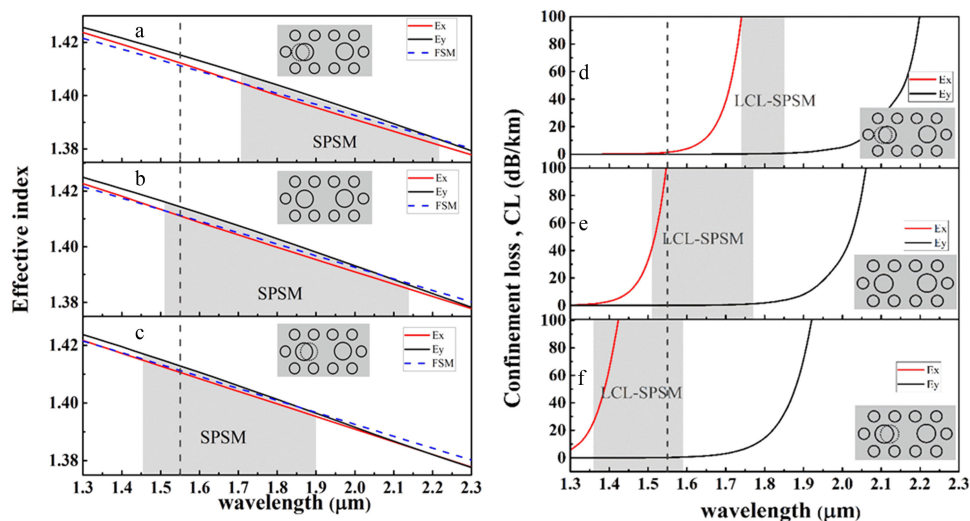 a
Ex
Ey
FSM
SPSM
1.42
1.40
1.38
b
Ex
Ey
FSM
SPSM
1.42
1.40
1.38
c
Ex
Ey
FSM
SPSM
1.42
1.40
1.38
Effective index
1.3 1.4 1.5 1.6 1.7 1.8 1.9 2.0 2.1 2.2 2.3
wavelength (μm)
100
80
60
40
20
0
d
LCL-SPSM
Ex
Ey
100
80
60
40
20
0
e
LCL-SPSM
Ex
Ey
100
80
60
40
20
0
f
LCL-SPSM
Ex
Ey
Confinement loss , CL (dB/km)
1.3 1.4 1.5 1.6 1.7 1.8 1.9 2.0 2.1 2.2 2.3
wavelength (μm)